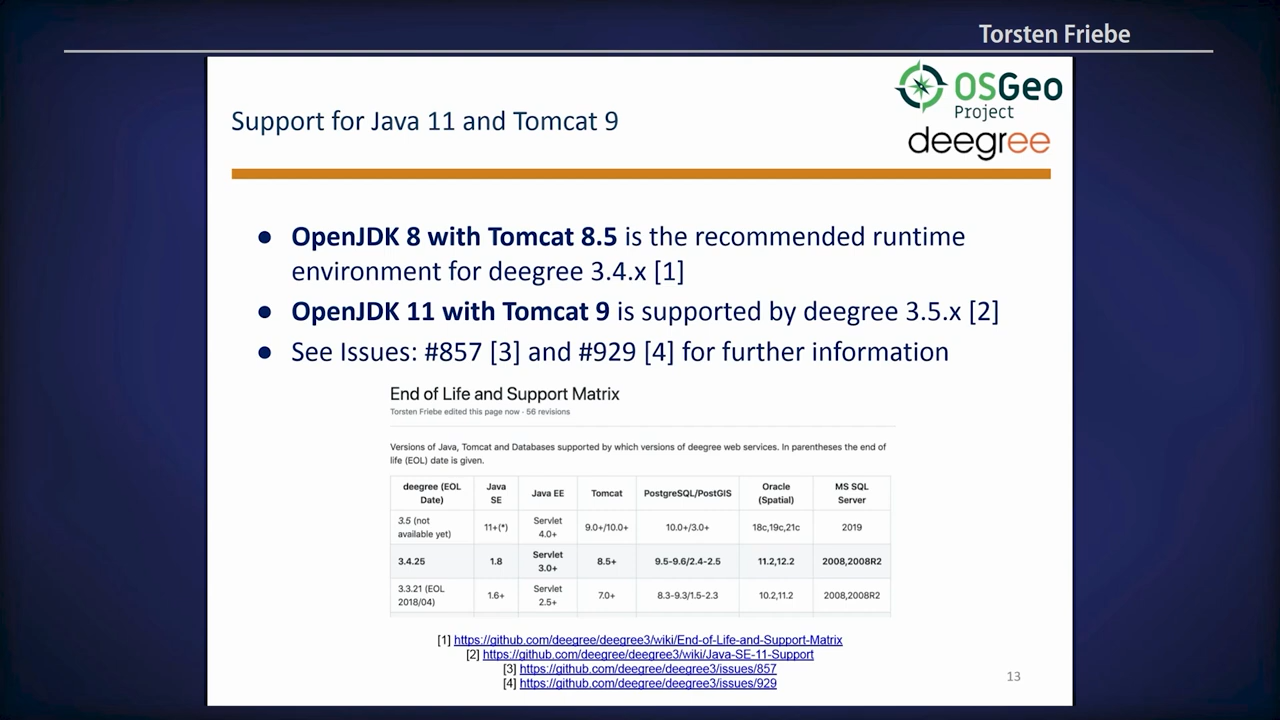 Torsten Friebe
OSGeo
Project
deegree
Support for Java 11 and Tomcat 9
● OpenJDK 8 with Tomcat 8.5 is the recommended runtime
environment for deegree 3.4.x [1]
● OpenJDK 11 with Tomcat 9 is supported by deegree 3.5.x [2]
● See Issues: #857 [3] and #929 [4] for further information
End of Life and Support Matrix
Torsten Friebe edited this page now · 56 revisions
Versions of Java, Tomcat and Databases supported by which versions of deegree web services. In parentheses the end of
life (EOL) date is given.
deegree (EOL Date) Java SE Java EE Tomcat PostgreSQL/PostGIS Oracle (Spatial) MS SQL Server
3.5 (not available yet) 11+(*) Servlet 4.0+ 9.0+/10.0+ 10.0+/3.0+ 18c,19c,21c 2019
3.4.25 1.8 Servlet 3.0+ 8.5+ 9.5-9.6/2.4-2.5 11.2,12.2 2008,2008R2
3.3.21 (EOL 2018/04) 1.6+ Servlet 2.5+ 7.0+ 8.3-9.3/1.5-2.3 10.2,11.2 2008,2008R2
[1] https://github.com/deegree/deegree3/wiki/End-of-Life-and-Support-Matrix
[2] https://github.com/deegree/deegree3/wiki/Java-SE-11-Support
[3] https://github.com/deegree/deegree3/issues/857
[4] https://github.com/deegree/deegree3/issues/929
13